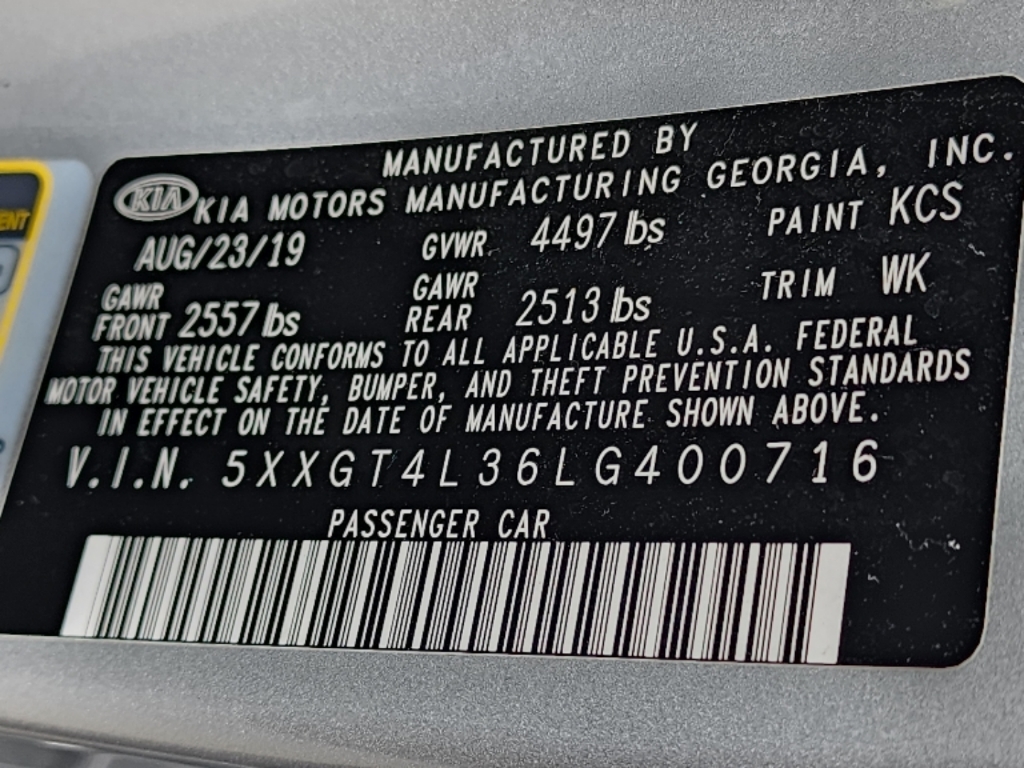 MANUFACTURED BY
KIA KIA MOTORS MANUFACTURING GEORGIA, INC.
AUG/23/19 GVWR 4497 lbs PAINT KCS
GAWR FRONT 2557 lbs GAWR REAR 2513 lbs TRIM WK
THIS VEHICLE CONFORMS TO ALL APPLICABLE U.S.A. FEDERAL
MOTOR VEHICLE SAFETY, BUMPER, AND THEFT PREVENTION STANDARDS
IN EFFECT ON THE DATE OF MANUFACTURE SHOWN ABOVE.
V.I.N. 5XXGT4L36LG400716
PASSENGER CAR